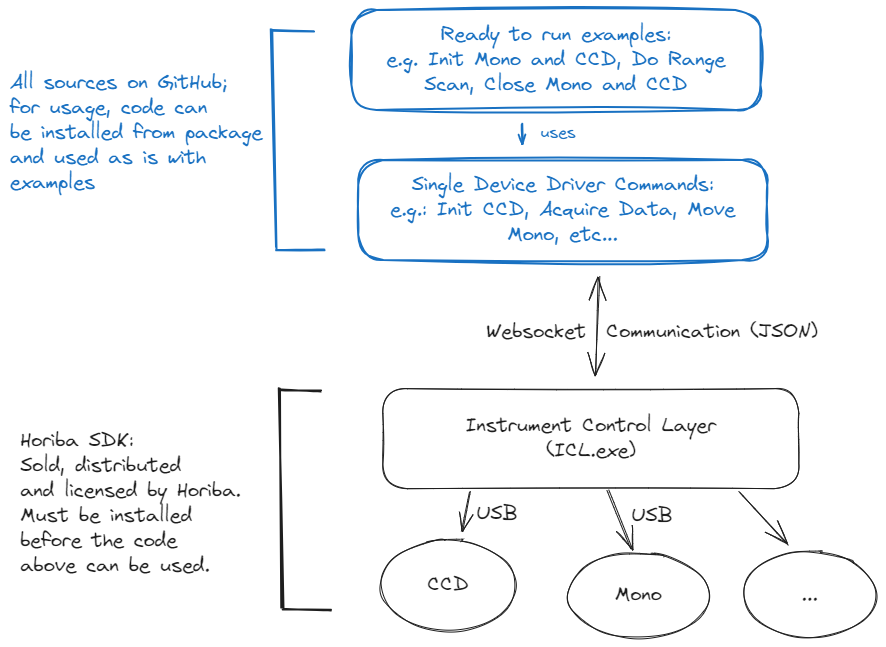 Ready to run examples:
e.g. Init Mono and CCD, Do Range
Scan, Close Mono and CCD
All sources on GitHub;
for usage, code can
be installed from package
and used as is with
examples
uses
Single Device Driver Commands:
e.g.: Init CCD, Acquire Data, Move
Mono, etc...
Websocket Communication (JSON)
Instrument Control Layer
(ICL.exe)
Horiba SDK:
Sold, distributed
and licensed by Horiba.
Must be installed
before the code
above can be used.
USB
USB
CCD
Mono
...